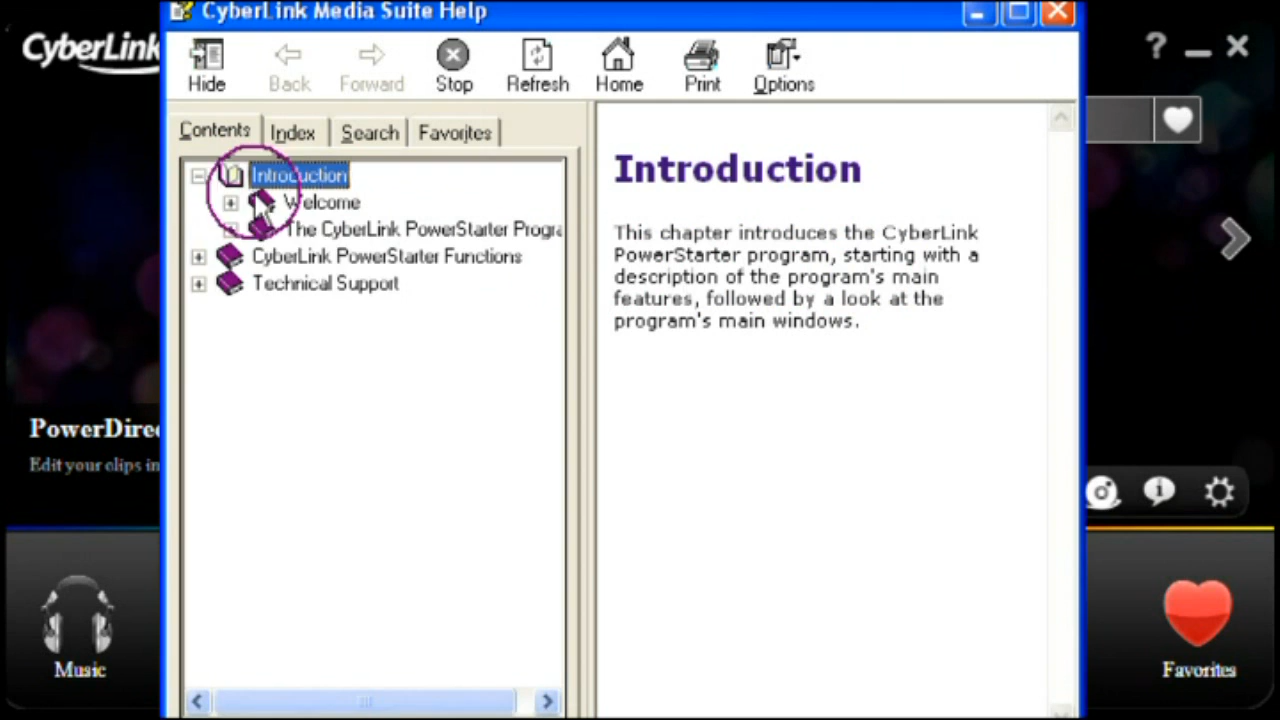 CyberLink Media Suite Help
CyberLink
?
Hide
Back
Forward
Stop
Refresh
Home
Print
Options
Contents
Index
Search
Favorites
Introduction
Welcome
The CyberLink PowerStarter Progra
CyberLink PowerStarter Functions
Technical Support
Introduction
This chapter introduces the CyberLink
PowerStarter program, starting with a
description of the program's main
features, followed by a look at the
program's main windows.
PowerDirec
Edit your clips in
Music
Favorites